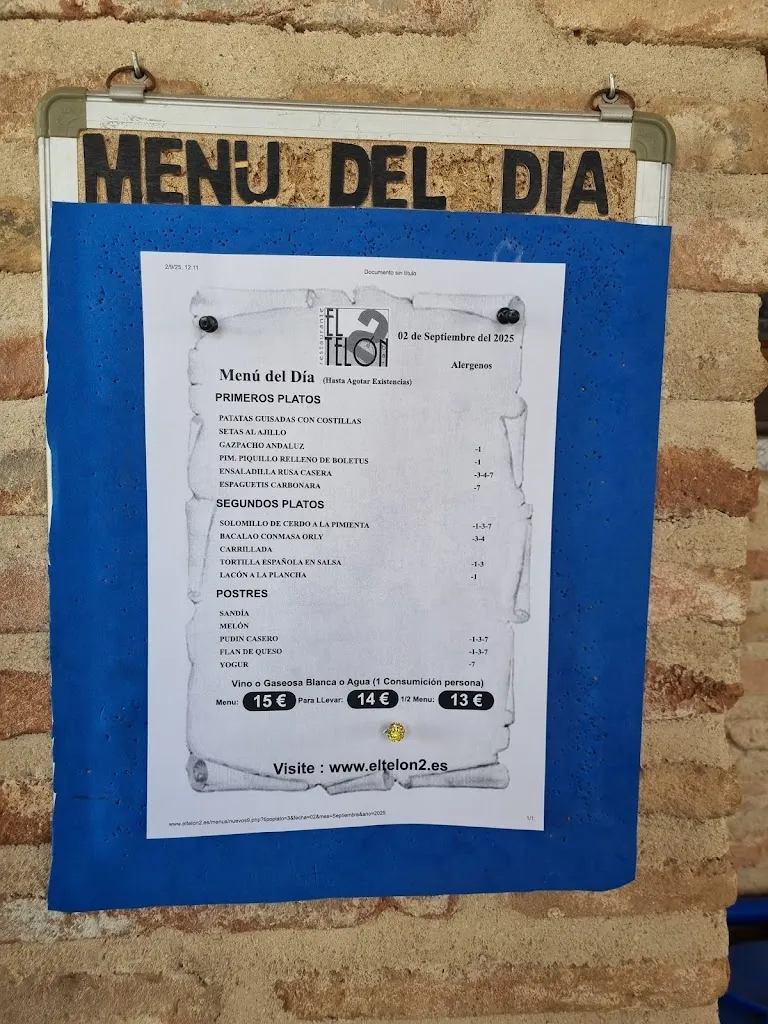 MENU DEL DIA
2/9/25, 12:11 Documento sin título
restaurante EL TELÓN 2
02 de Septiembre del 2025
Alergenos
Menú del Día (Hasta Agotar Existencias)
PRIMEROS PLATOS
PATATAS GUISADAS CON COSTILLAS
SETAS AL AJILLO
GAZPACHO ANDALUZ -1
PIM. PIQUILLO RELLENO DE BOLETUS -1
ENSALADILLA RUSA CASERA -3-4-7
ESPAGUETIS CARBONARA -7
SEGUNDOS PLATOS
SOLOMILLO DE CERDO A LA PIMIENTA -1-3-7
BACALAO CONMASA ORLY -3-4
CARRILLADA
TORTILLA ESPAÑOLA EN SALSA -1-3
LACÓN A LA PLANCHA -1
POSTRES
SANDÍA
MELÓN
PUDIN CASERO -1-3-7
FLAN DE QUESO -1-3-7
YOGUR -7
Vino o Gaseosa Blanca o Agua (1 Consumición persona)
Menu: 15 € Para LLevar: 14 € 1/2 Menu: 13 €
Visite : www.eltelon2.es
1/1